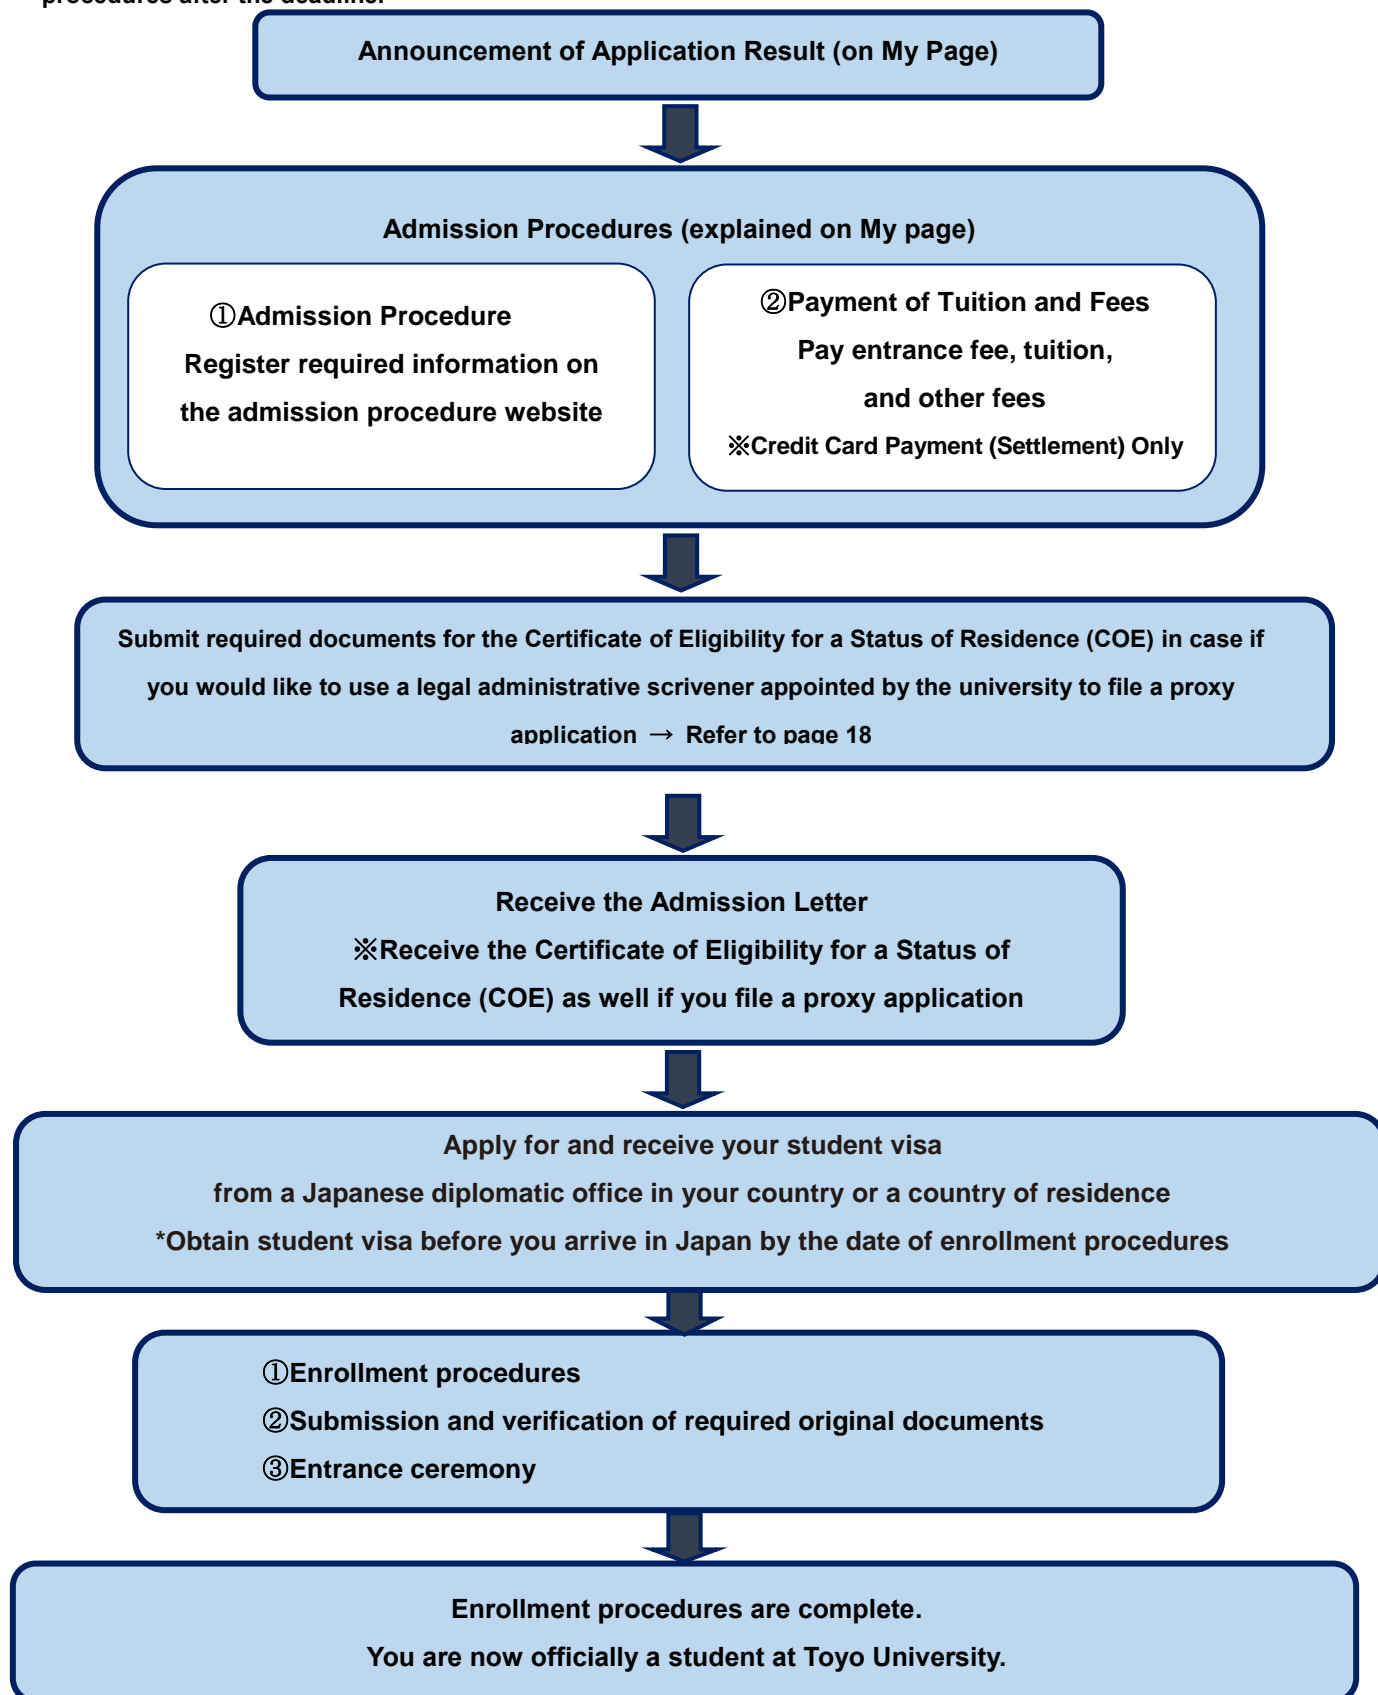 procedures after the deadline.
Announcement of Application Result (on My Page)
Admission Procedures (explained on My page)
①Admission Procedure
Register required information on
the admission procedure website
②Payment of Tuition and Fees
Pay entrance fee, tuition,
and other fees
※Credit Card Payment (Settlement) Only
Submit required documents for the Certificate of Eligibility for a Status of Residence (COE) in case if
you would like to use a legal administrative scrivener appointed by the university to file a proxy
application → Refer to page 18
Receive the Admission Letter
※Receive the Certificate of Eligibility for a Status of
Residence (COE) as well if you file a proxy application
Apply for and receive your student visa
from a Japanese diplomatic office in your country or a country of residence
*Obtain student visa before you arrive in Japan by the date of enrollment procedures
①Enrollment procedures
②Submission and verification of required original documents
③Entrance ceremony
Enrollment procedures are complete.
You are now officially a student at Toyo University.